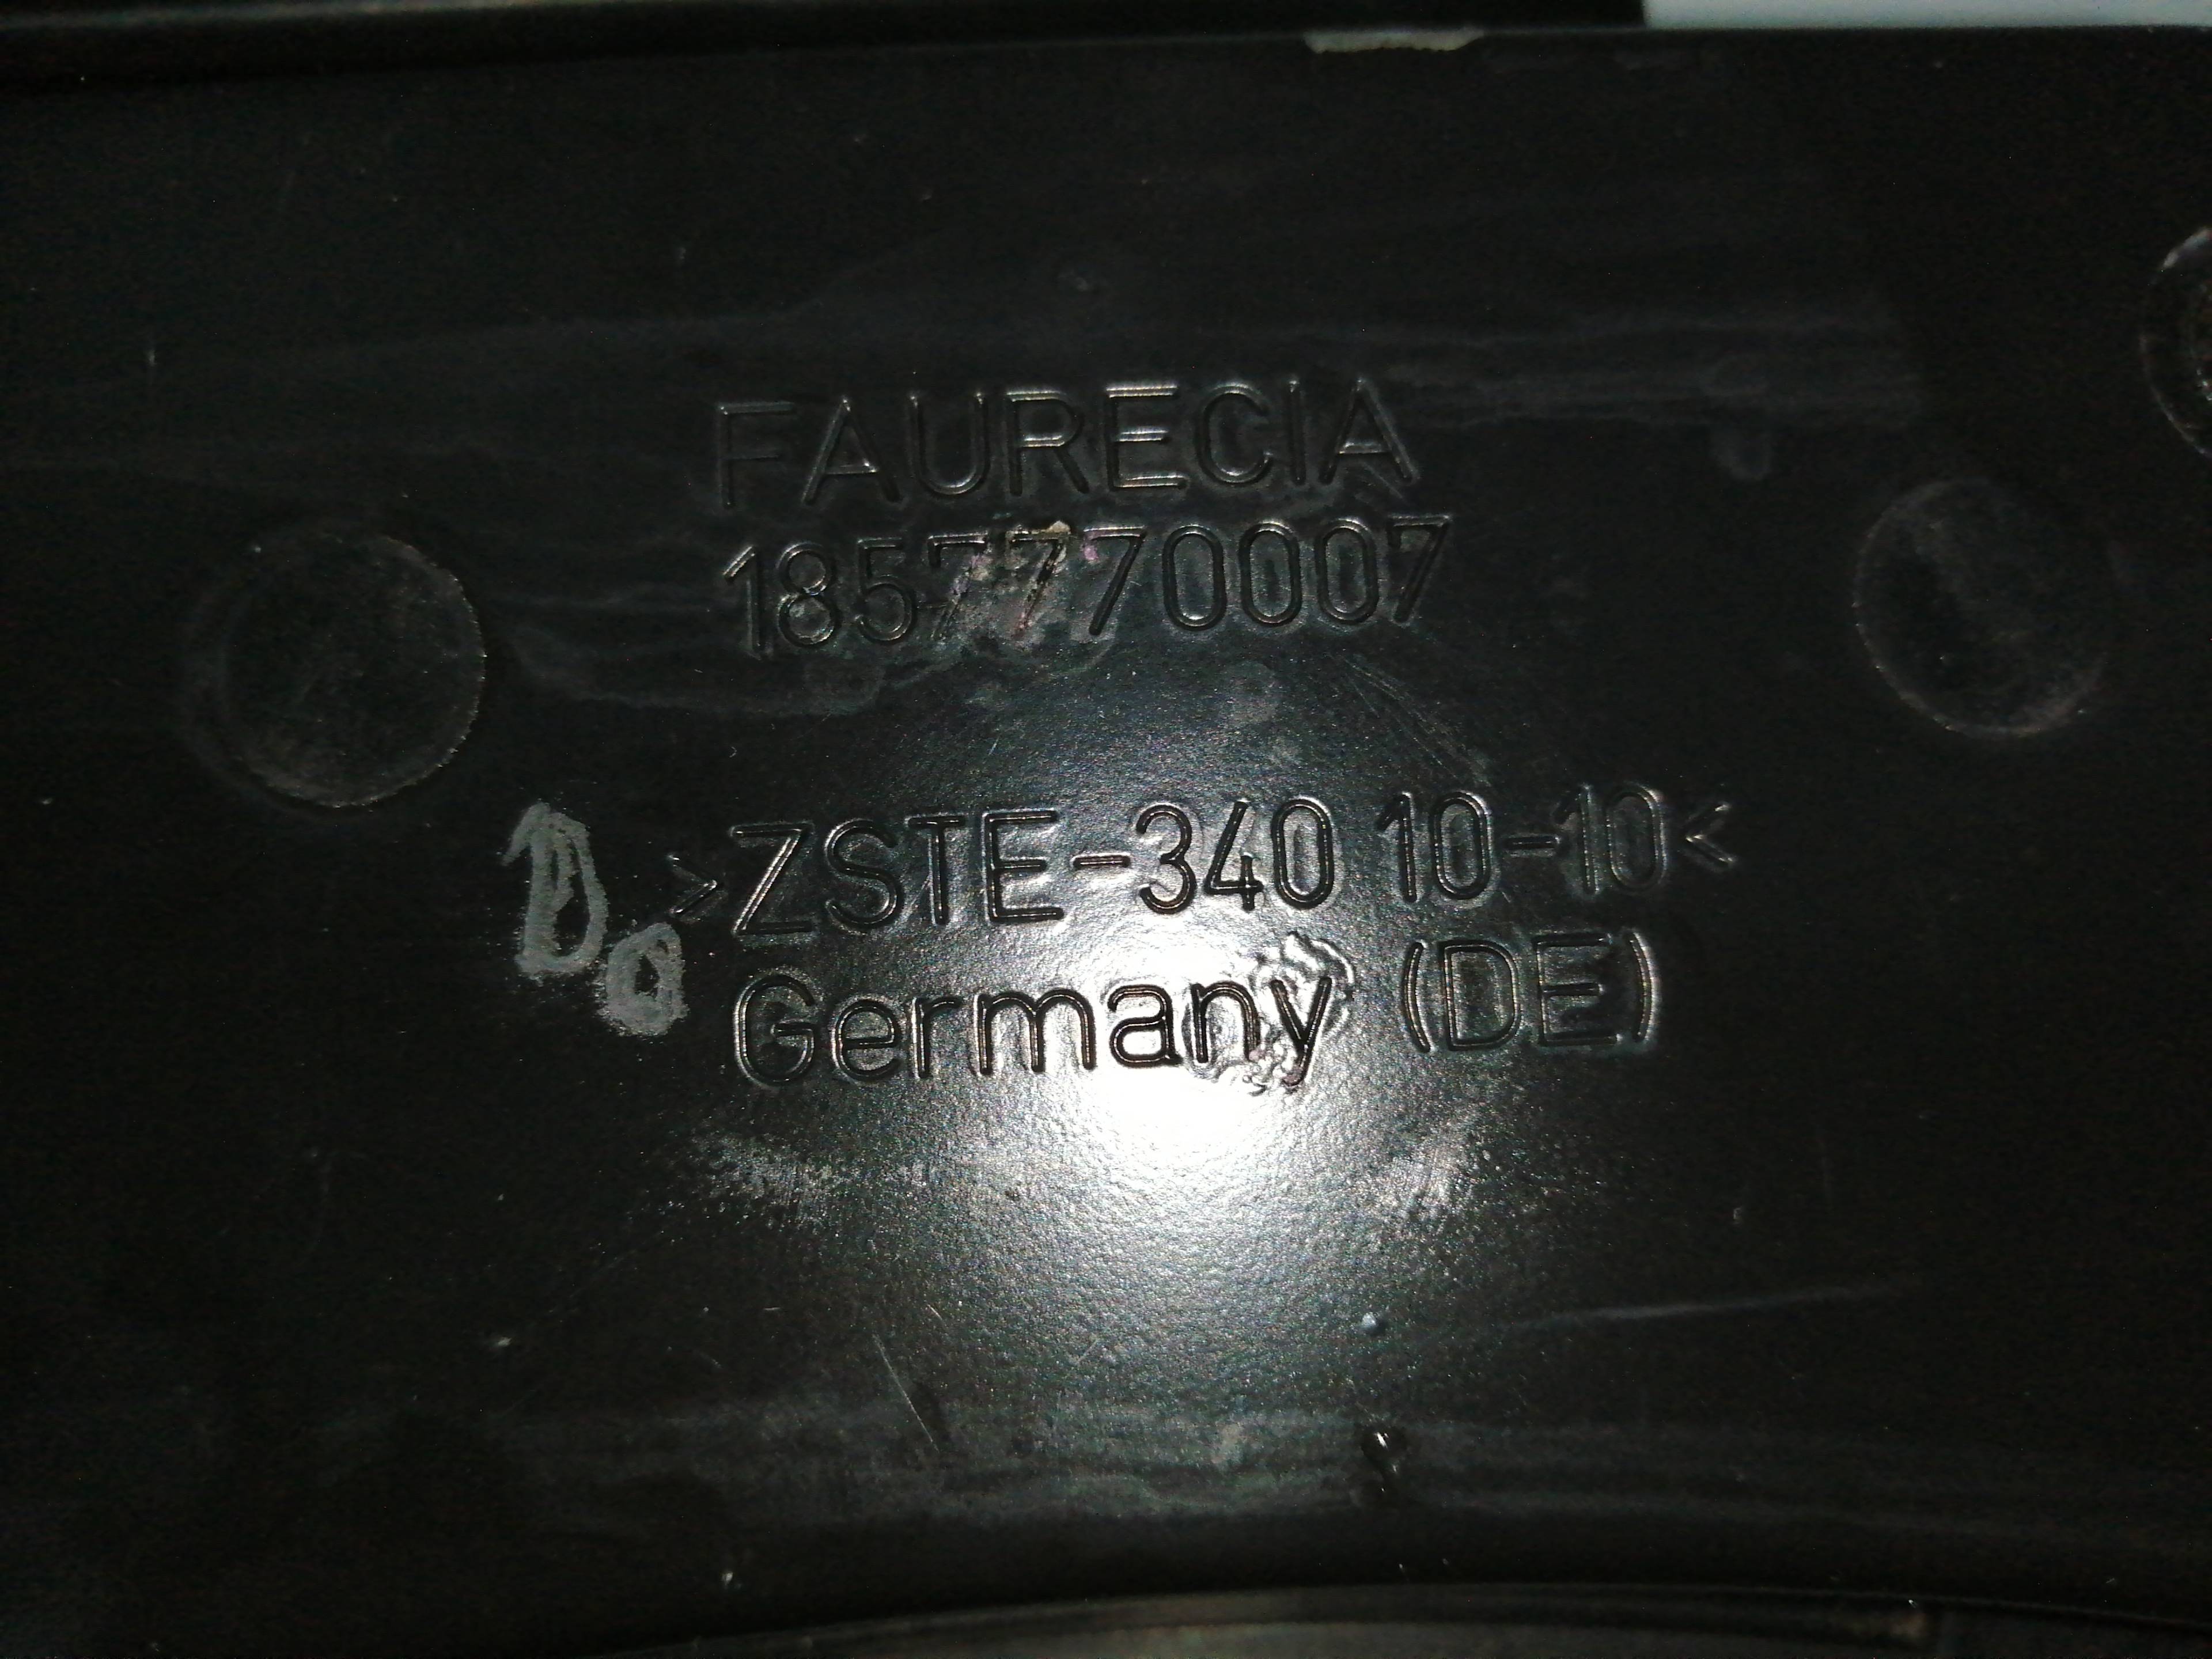 FAURECIA
1857770007
>ZSTE-340 10-10<
Germany (DE)